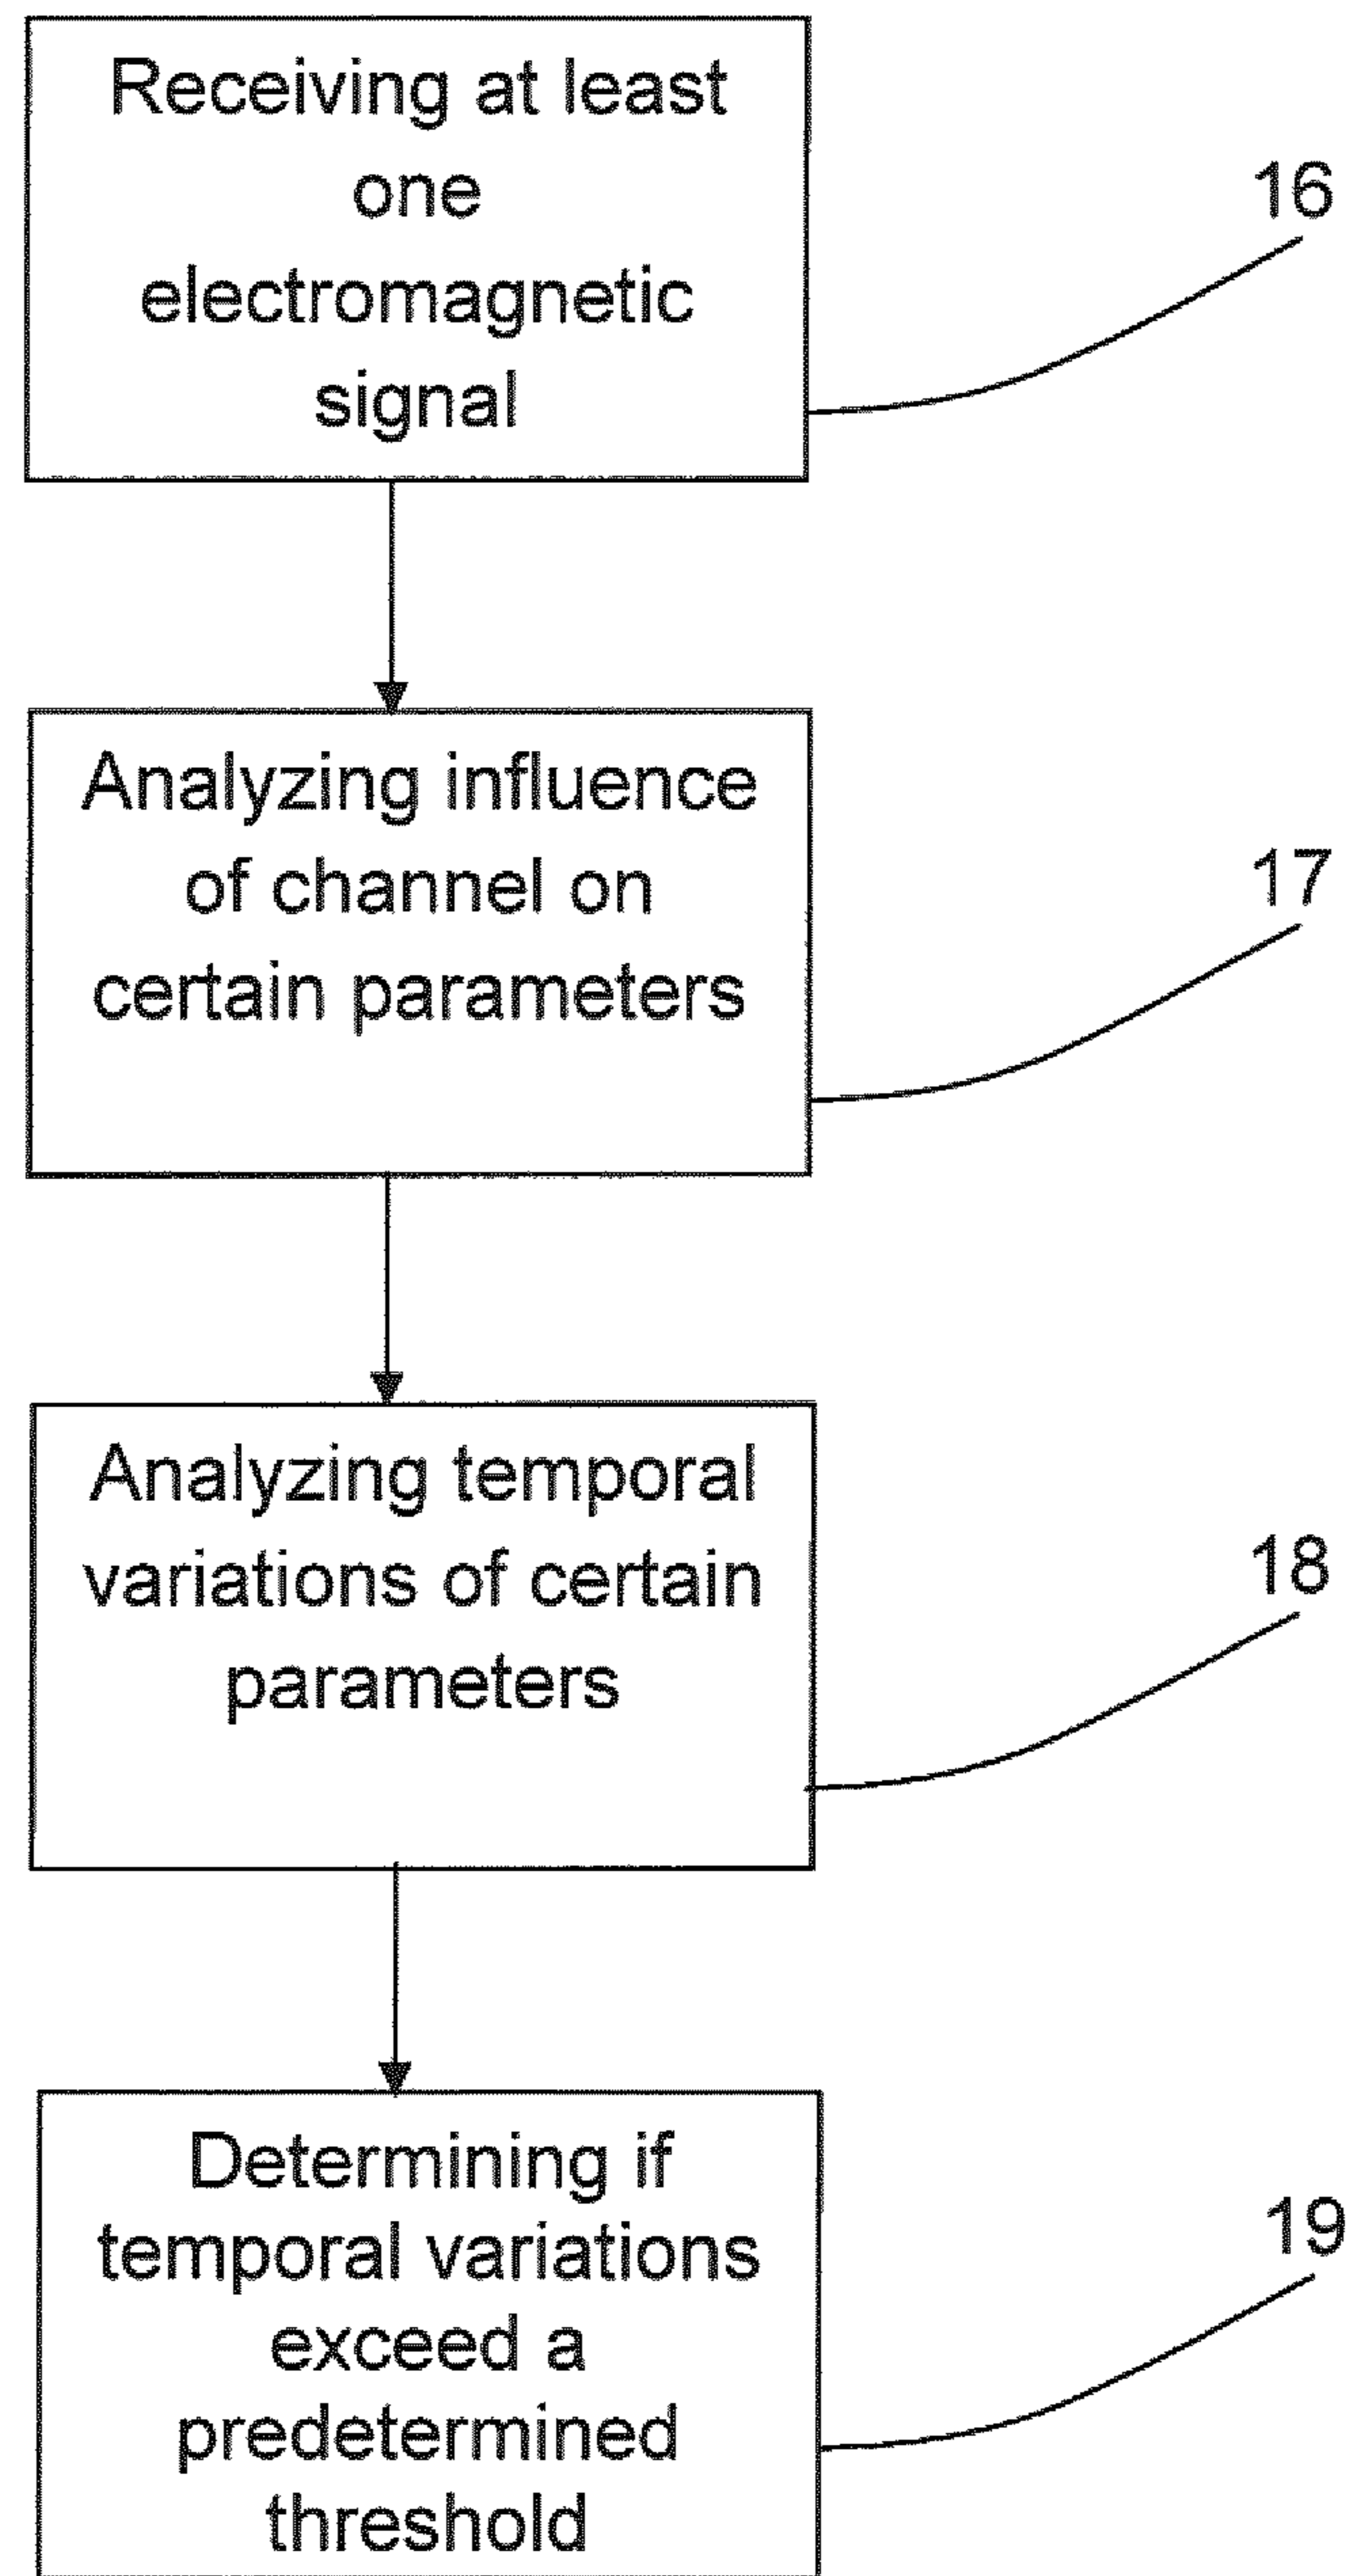 Receiving at least
one
electromagnetic
signal
16
Analyzing influence
of channel on
certain parameters
17
Analyzing temporal
variations of certain
parameters
18
Determining if
temporal variations
exceed a
predetermined
threshold
19